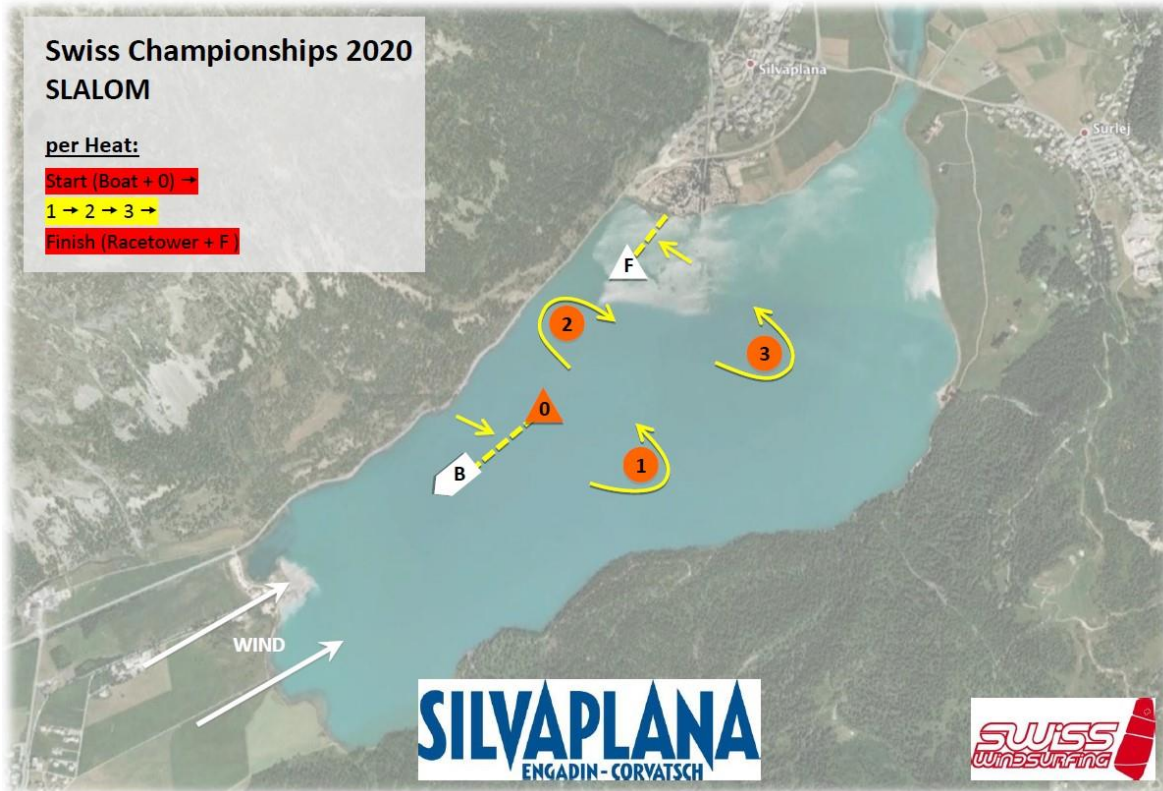 Swiss Championships 2020
SLALOM
per Heat:
Start (Boat + 0) →
1 → 2 → 3 →
Finish (Racetower + F )
Silvaplana
Surlej
F
2
3
0
B
1
WIND
SILVAPLANA
ENGADIN - CORVATSCH
SWISS
WINDSURFING